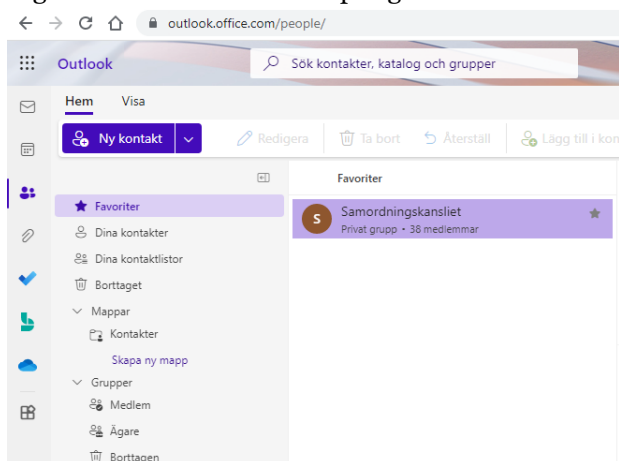 outlook.office.com/people/
Outlook
Sök kontakter, katalog och grupper
Hem Visa
Ny kontakt Redigera Ta bort Återställ Lägg till i kon
Favoriter
Favoriter
Dina kontakter
Dina kontaktlistor
Borttaget
Mappar
Kontakter
Skapa ny mapp
Grupper
Medlem
Ägare
Borttagen
S
Samordningskansliet
Privat grupp • 38 medlemmar